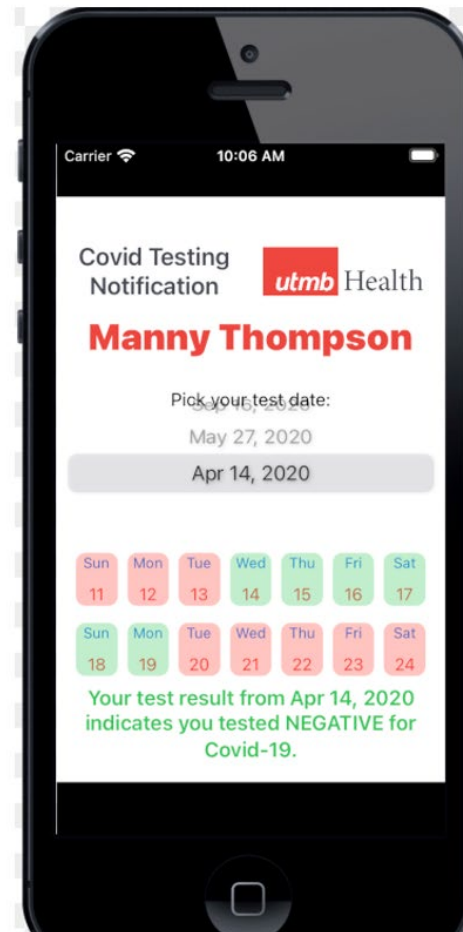 Carrier 10:06 AM
Covid Testing
Notification
utmb Health
Manny Thompson
Pick your test date:
Sep 16, 2020
May 27, 2020
Apr 14, 2020
Sun Mon Tue Wed Thu Fri Sat
11 12 13 14 15 16 17
Sun Mon Tue Wed Thu Fri Sat
18 19 20 21 22 23 24
Your test result from Apr 14, 2020
indicates you tested NEGATIVE for
Covid-19.